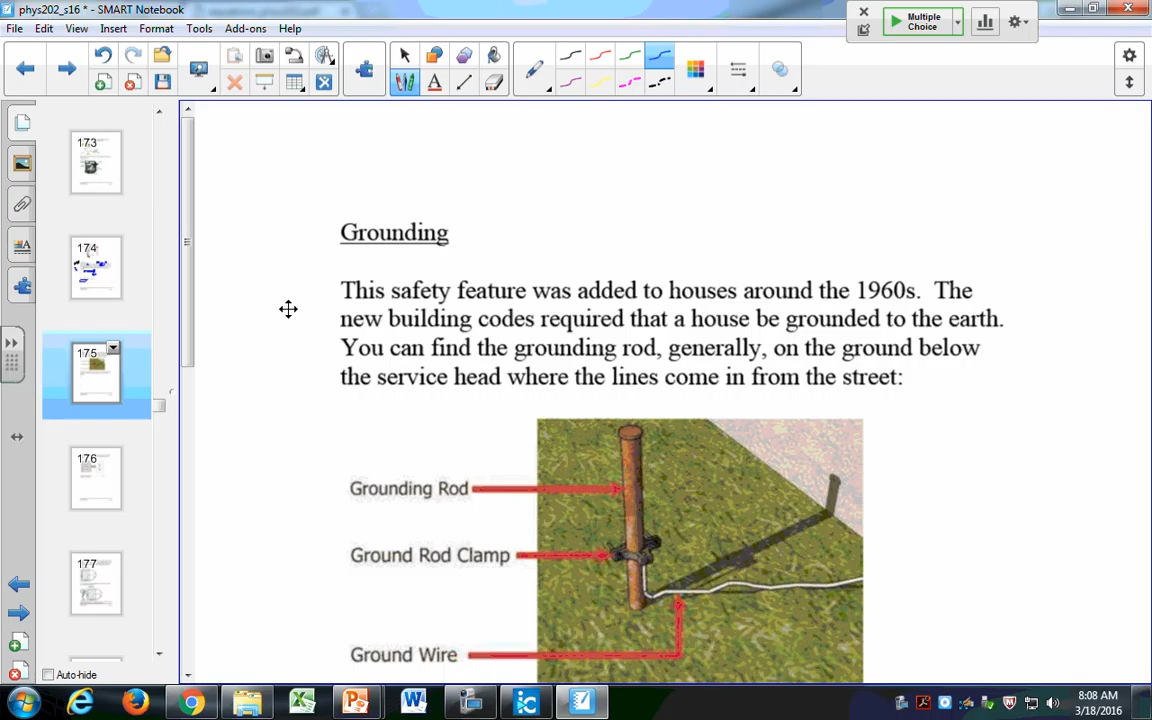 phys202_s16 * - SMART Notebook
Multiple
Choice
File Edit View Insert Format Tools Add-ons Help
173
174
175
176
177
Grounding
This safety feature was added to houses around the 1960s. The
new building codes required that a house be grounded to the earth.
You can find the grounding rod, generally, on the ground below
the service head where the lines come in from the street:
Grounding Rod
Ground Rod Clamp
Ground Wire
Auto-hide
8:08 AM
3/18/2016